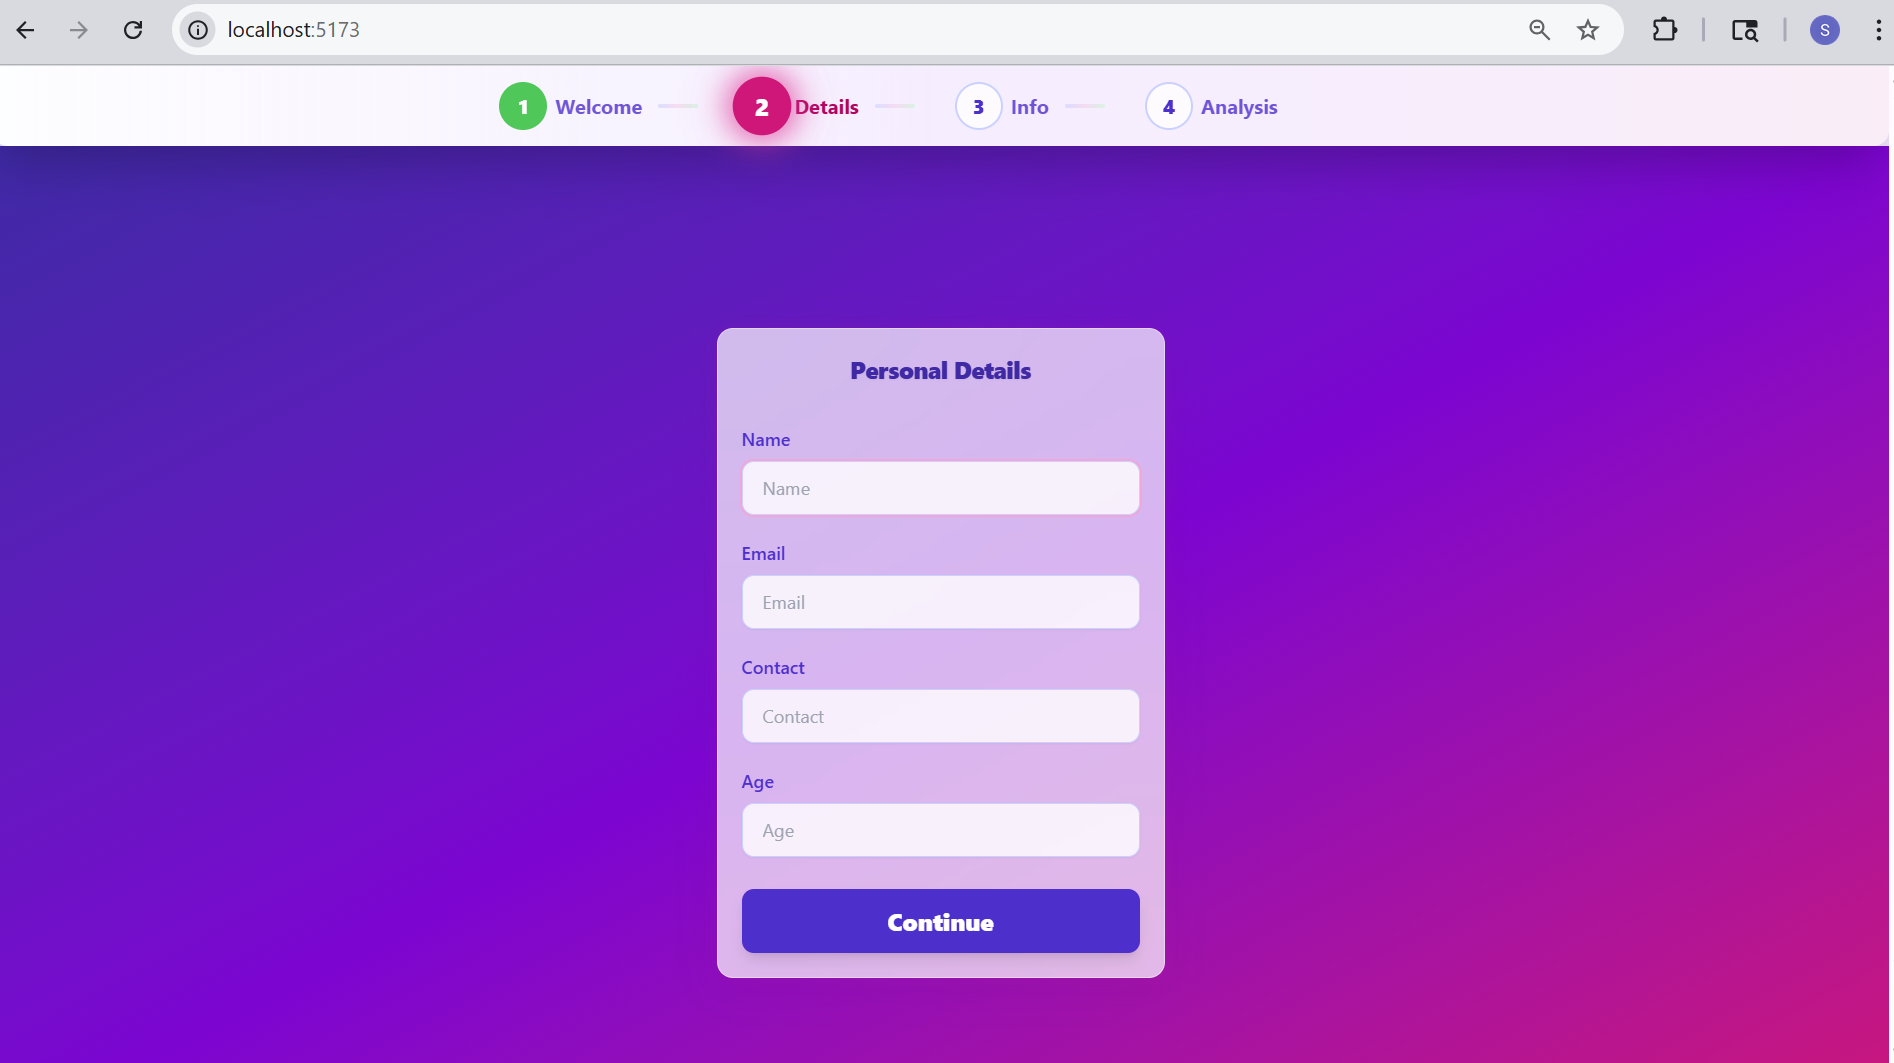 localhost:5173
S
1 Welcome 2 Details 3 Info 4 Analysis
Personal Details
Name
Name
Email
Email
Contact
Contact
Age
Age
Continue